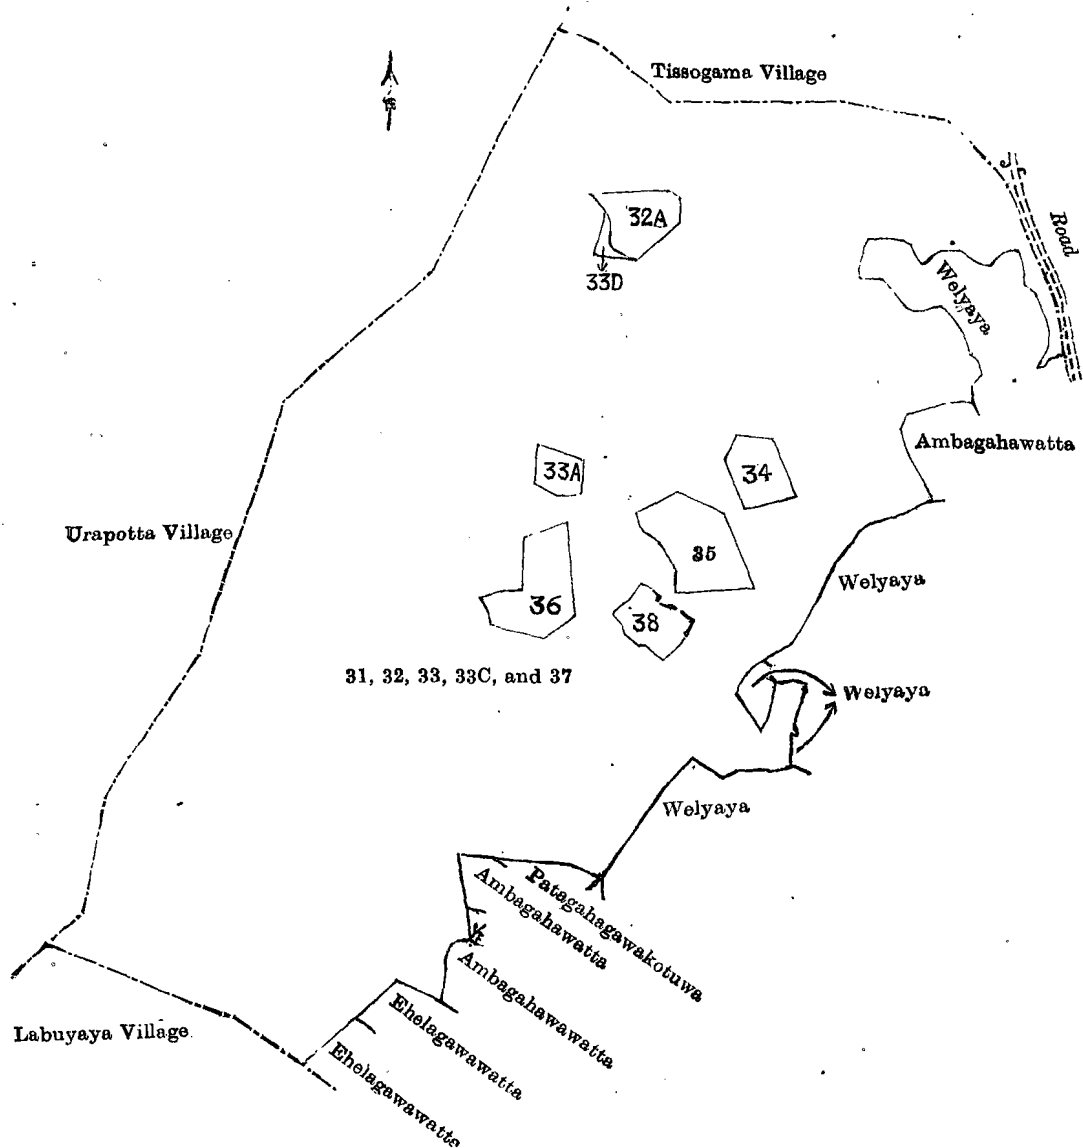 Tissogama Village
Road
32A
33D
Welyaya
Ambagahawatta
33A
34
Urapotta Village
35
Welyaya
36
38
31, 32, 33, 33C, and 37
Welyaya
Welyaya
Patagahagawakotuwa
Ambagahawatta
Ambagahawawatta
Labuyaya Village
Ehelagawawatta
Ehelagawawatta